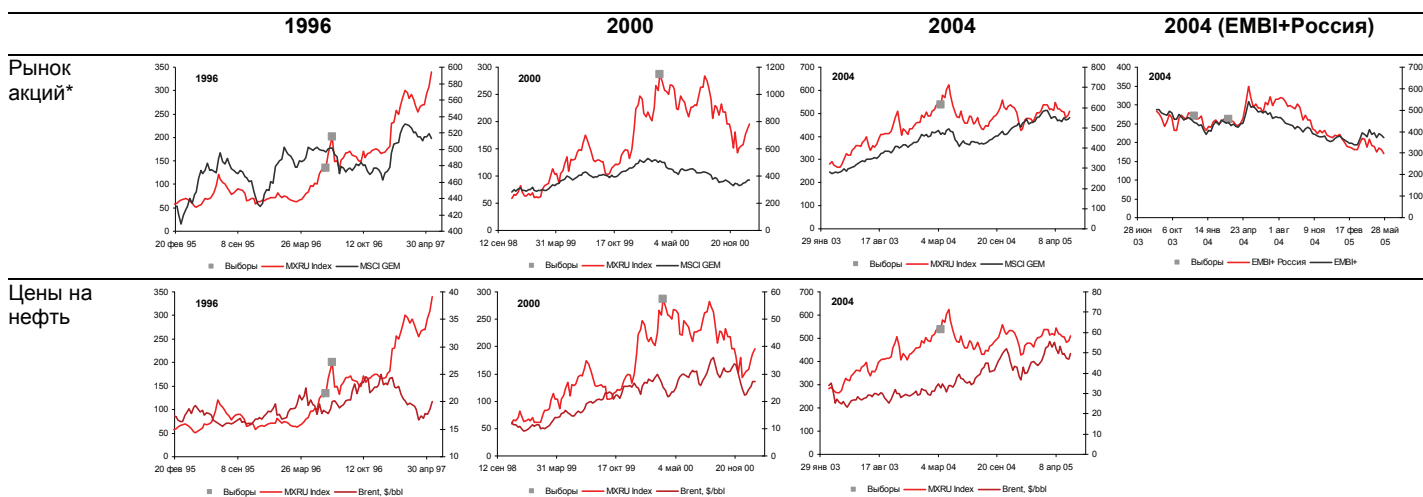 1996 2000 2004 2004 (EMBI+Россия)
Рынок акций*
1996
350 300 250 200 150 100 50 0
600 580 560 540 520 500 480 460 440 420 400
20 фев 95 8 сен 95 26 мар 96 12 окт 96 30 апр 97
Выборы MXRU Index MSCI GEM
2000
300 250 200 150 100 50 0
1200 1000 800 600 400 200 0
12 сен 98 31 мар 99 17 окт 99 4 май 00 20 ноя 00
Выборы MXRU Index MSCI GEM
2004
700 600 500 400 300 200 100 0
800 700 600 500 400 300 200 100 0
29 янв 03 17 авг 03 4 мар 04 20 сен 04 8 апр 05
Выборы MXRU Index MSCI GEM
2004
400 350 300 250 200 150 100 50 0
700 600 500 400 300 200 100 0
28 июн 03 6 окт 03 14 янв 04 23 апр 04 1 авг 04 9 ноя 04 17 фев 05 28 май 05
Выборы EMBI+ Россия EMBI+
Цены на нефть
1996
350 300 250 200 150 100 50 0
40 35 30 25 20 15 10
20 фев 95 8 сен 95 26 мар 96 12 окт 96 30 апр 97
Выборы MXRU Index Brent, $/bbl
2000
300 250 200 150 100 50 0
60 50 40 30 20 10 0
12 сен 98 31 мар 99 17 окт 99 4 май 00 20 ноя 00
Выборы MXRU Index Brent, $/bbl
2004
700 600 500 400 300 200 100 0
80 70 60 50 40 30 20 10 0
29 янв 03 17 авг 03 4 мар 04 20 сен 04 8 апр 05
Выборы MXRU Index Brent, $/bbl